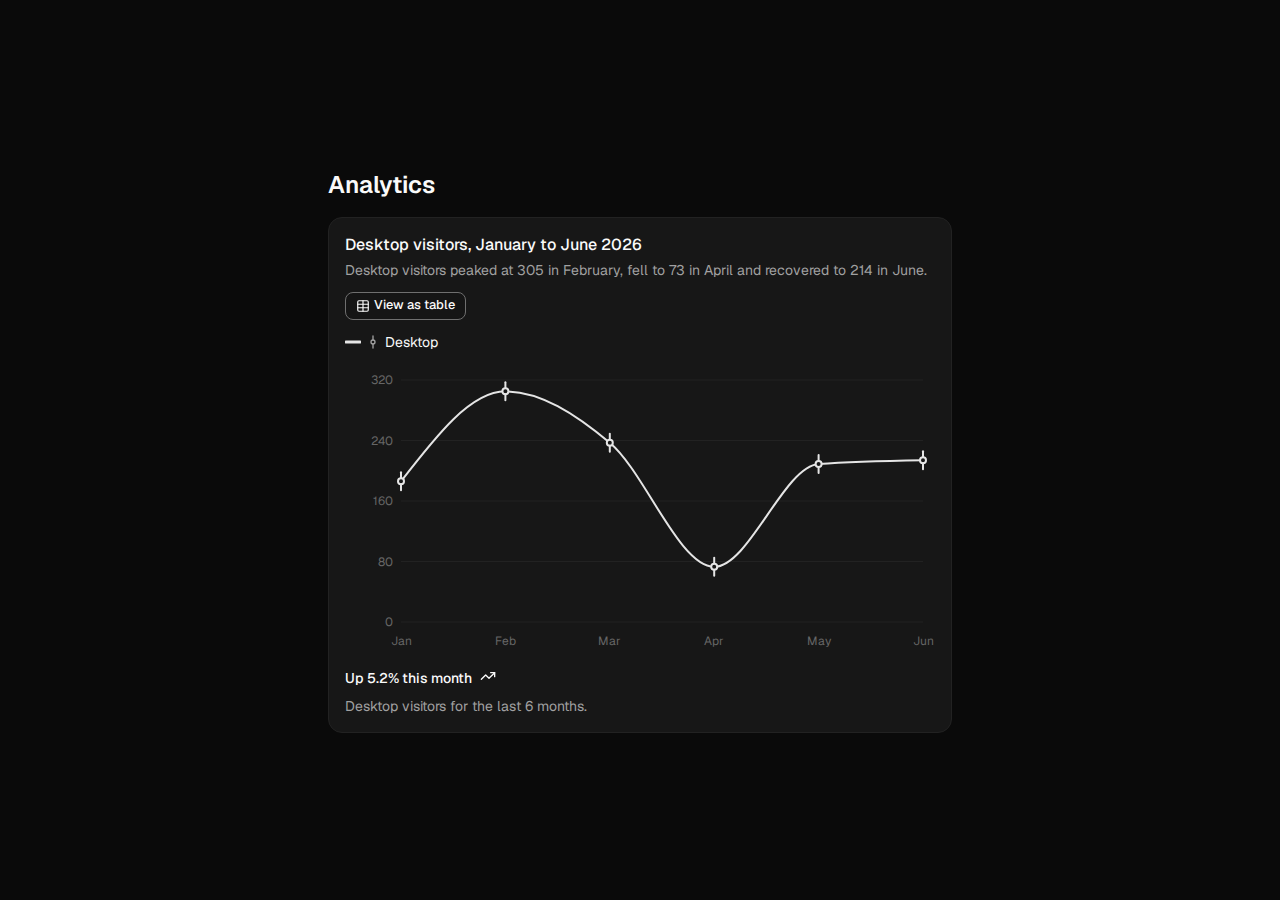 Analytics
Desktop visitors, January to June 2026
Desktop visitors peaked at 305 in February, fell to 73 in April and recovered to 214 in June.
View as table
Desktop
320
240
160
80
0
Jan Feb Mar Apr May Jun
Up 5.2% this month
Desktop visitors for the last 6 months.